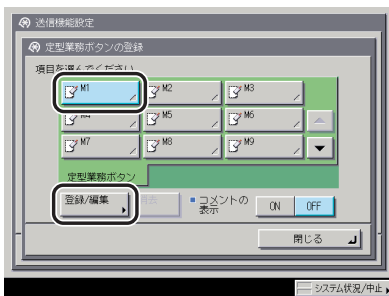 送信機能設定
定型業務ボタンの登録
項目を選んでください
M1
M2
M3
M5
M6
M7
M8
M9
定型業務ボタン
登録/編集
■コメントの
表示
ON
OFF
閉じる
システム状況/中止